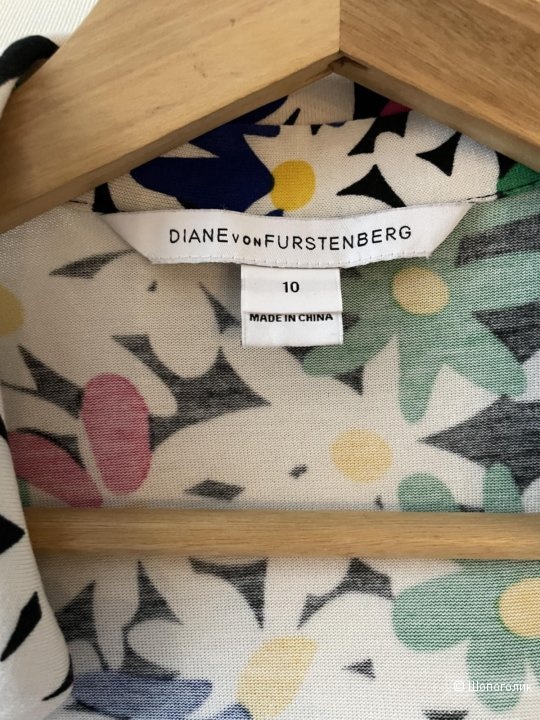 DIANE VON FURSTENBERG
10
MADE IN CHINA
© Шопоголик